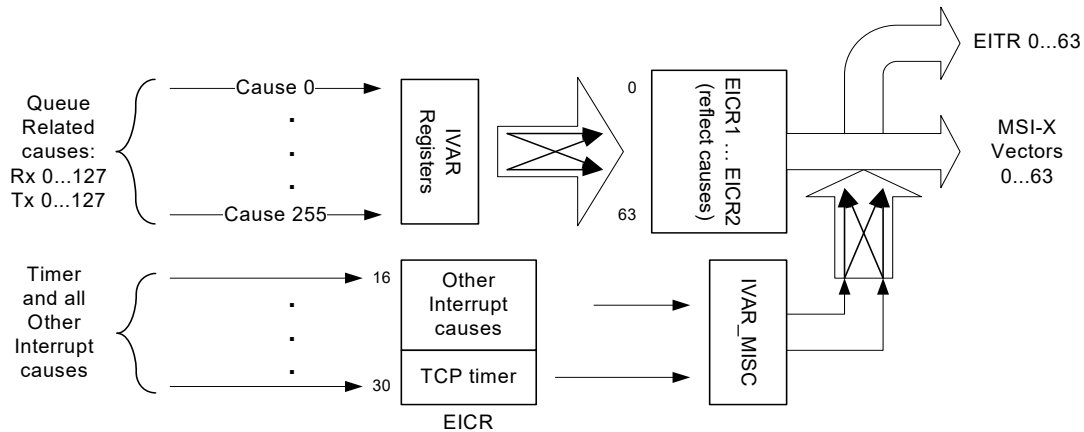 Queue
Related
causes:
Rx 0...127
Tx 0...127
Cause 0
.
.
.
.
Cause 255
IVAR
Registers
0
63
EICR1 ... EICR2
(reflect causes)
EITR 0...63
MSI-X
Vectors
0...63
Timer
and all
Other
Interrupt
causes
.
.
.
16
30
Other
Interrupt
causes
TCP timer
EICR
IVAR_MISC